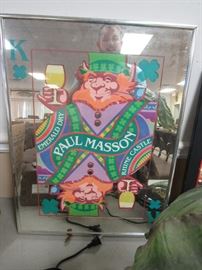 K
EMERALD DRY
PAUL MASSON
RHINE CASTLE